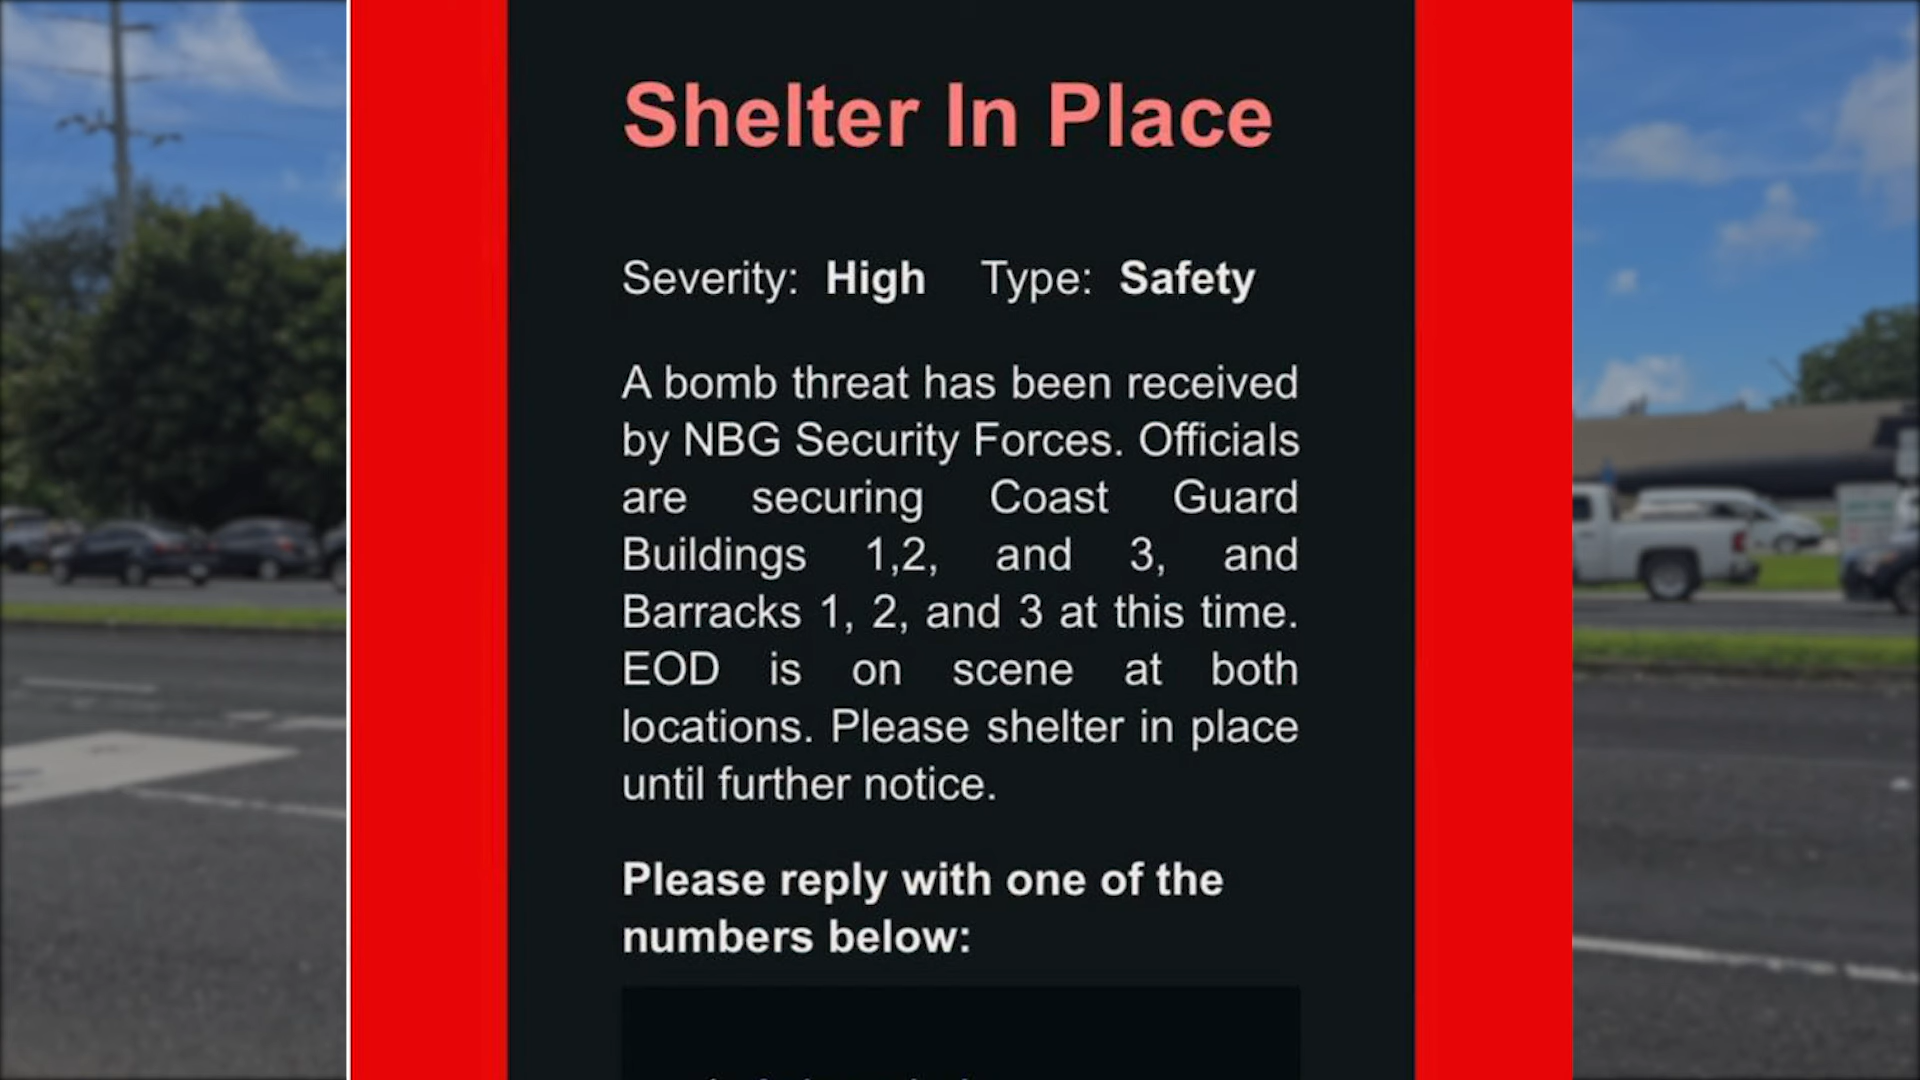 Shelter In Place
Severity: High Type: Safety
A bomb threat has been received
by NBG Security Forces. Officials
are securing Coast Guard
Buildings 1,2, and 3, and
Barracks 1, 2, and 3 at this time.
EOD is on scene at both
locations. Please shelter in place
until further notice.
Please reply with one of the
numbers below: